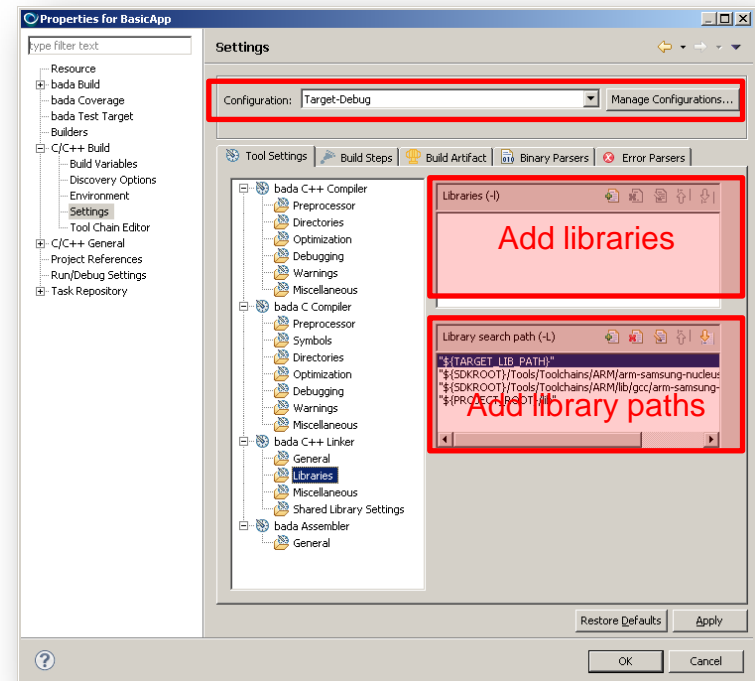 Properties for BasicApp
type filter text
Resource
bada Build
bada Coverage
bada Test Target
Builders
C/C++ Build
Build Variables
Discovery Options
Environment
Settings
Tool Chain Editor
C/C++ General
Project References
Run/Debug Settings
Task Repository
Settings
Configuration: Target-Debug Manage Configurations...
Tool Settings Build Steps Build Artifact Binary Parsers Error Parsers
bada C++ Compiler
Preprocessor
Directories
Optimization
Debugging
Warnings
Miscellaneous
bada C Compiler
Preprocessor
Symbols
Directories
Optimization
Debugging
Warnings
Miscellaneous
bada C++ Linker
General
Libraries
Miscellaneous
Shared Library Settings
bada Assembler
General
Libraries (-l)
Add libraries
Library search path (-L)
"${TARGET_LIB_PATH}"
"${SDKROOT}/Tools/Toolchains/ARM/arm-samsung-nucleus
"${SDKROOT}/Tools/Toolchains/ARM/lib/gcc/arm-samsung-
"${PROJECT_ROOT}/lib"
Add library paths
Restore Defaults Apply
OK Cancel